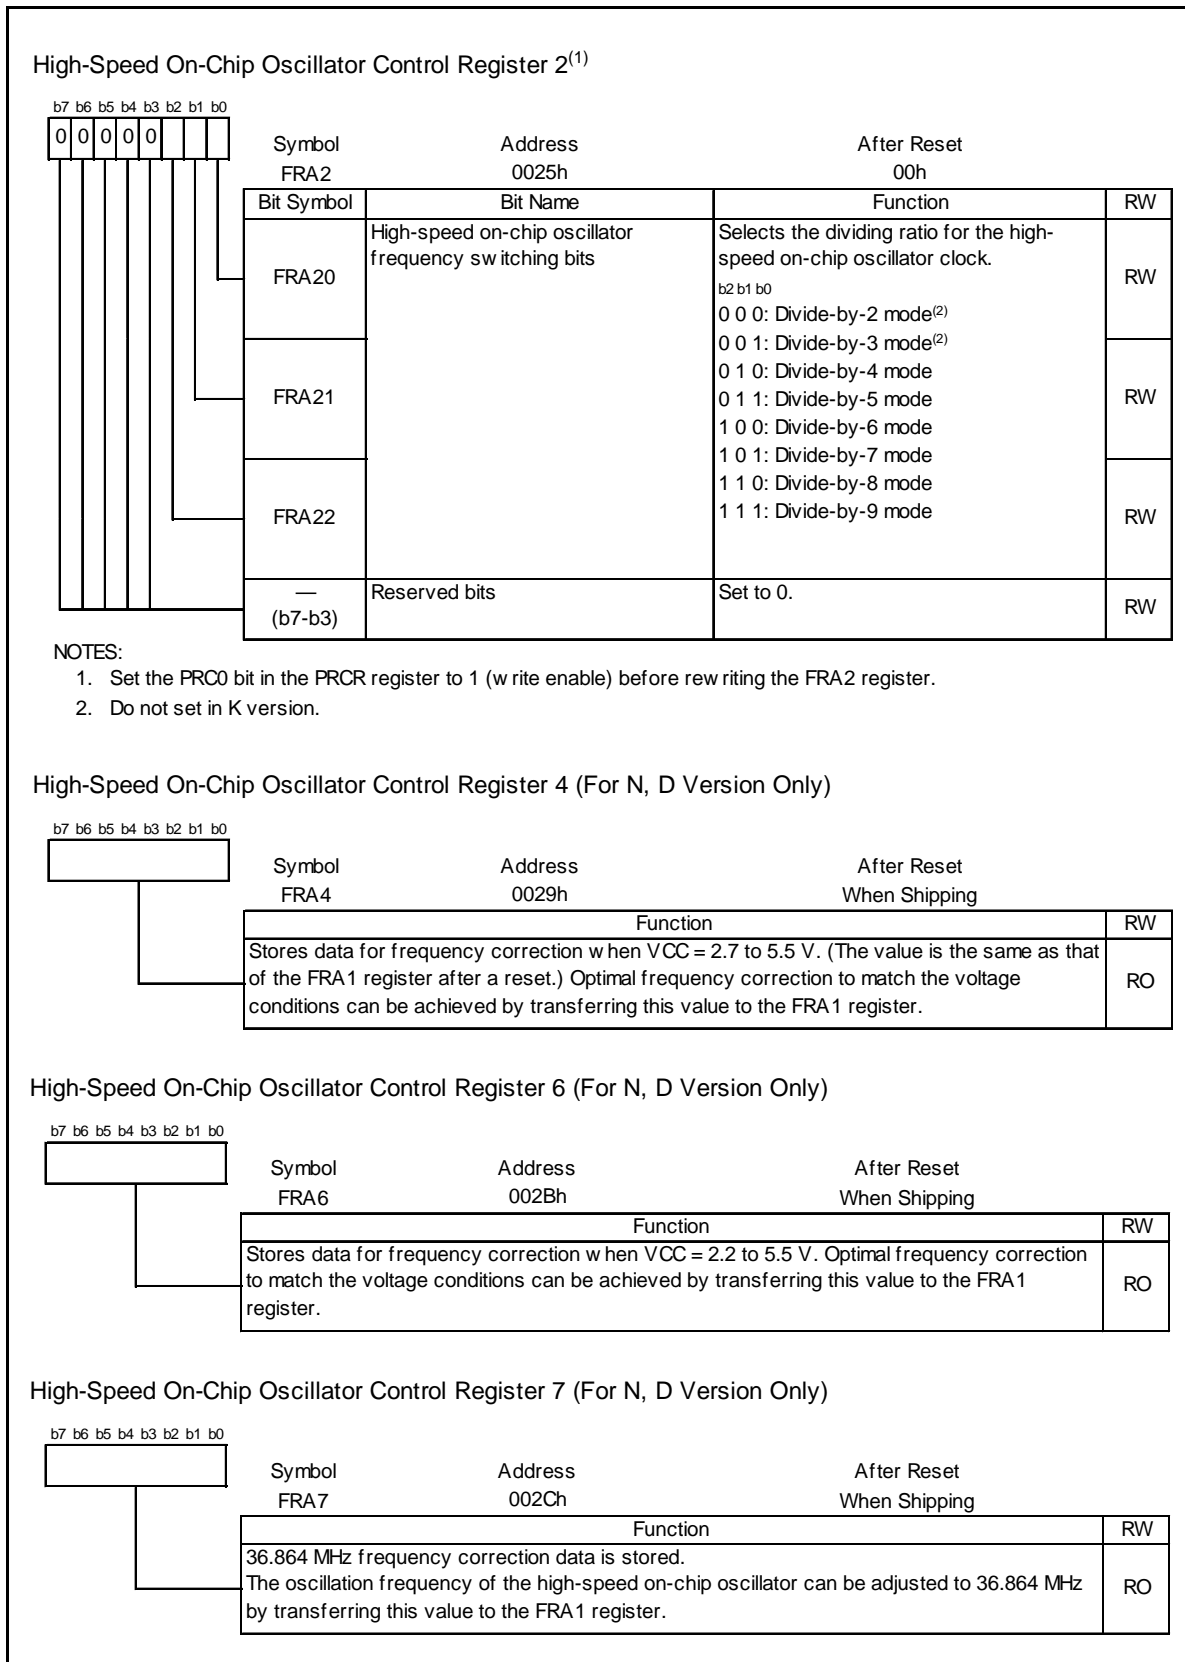 High-Speed On-Chip Oscillator Control Register 2(1)
b7 b6 b5 b4 b3 b2 b1 b0
0 0 0 0 0
Symbol Address After Reset
FRA2 0025h 00h
Bit Symbol Bit Name Function RW
FRA20 High-speed on-chip oscillator frequency switching bits Selects the dividing ratio for the high-
speed on-chip oscillator clock.
b2 b1 b0
0 0 0: Divide-by-2 mode(2)
0 0 1: Divide-by-3 mode(2)
0 1 0: Divide-by-4 mode
0 1 1: Divide-by-5 mode
1 0 0: Divide-by-6 mode
1 0 1: Divide-by-7 mode
1 1 0: Divide-by-8 mode
1 1 1: Divide-by-9 mode
RW
FRA21 RW
FRA22 RW
—
(b7-b3) Reserved bits Set to 0. RW
NOTES:
1. Set the PRC0 bit in the PRCR register to 1 (write enable) before rewriting the FRA2 register.
2. Do not set in K version.
High-Speed On-Chip Oscillator Control Register 4 (For N, D Version Only)
b7 b6 b5 b4 b3 b2 b1 b0
Symbol Address After Reset
FRA4 0029h When Shipping
Function RW
Stores data for frequency correction when VCC = 2.7 to 5.5 V. (The value is the same as that
of the FRA1 register after a reset.) Optimal frequency correction to match the voltage
conditions can be achieved by transferring this value to the FRA1 register.
RO
High-Speed On-Chip Oscillator Control Register 6 (For N, D Version Only)
b7 b6 b5 b4 b3 b2 b1 b0
Symbol Address After Reset
FRA6 002Bh When Shipping
Function RW
Stores data for frequency correction when VCC = 2.2 to 5.5 V. Optimal frequency correction
to match the voltage conditions can be achieved by transferring this value to the FRA1
register.
RO
High-Speed On-Chip Oscillator Control Register 7 (For N, D Version Only)
b7 b6 b5 b4 b3 b2 b1 b0
Symbol Address After Reset
FRA7 002Ch When Shipping
Function RW
36.864 MHz frequency correction data is stored.
The oscillation frequency of the high-speed on-chip oscillator can be adjusted to 36.864 MHz
by transferring this value to the FRA1 register.
RO